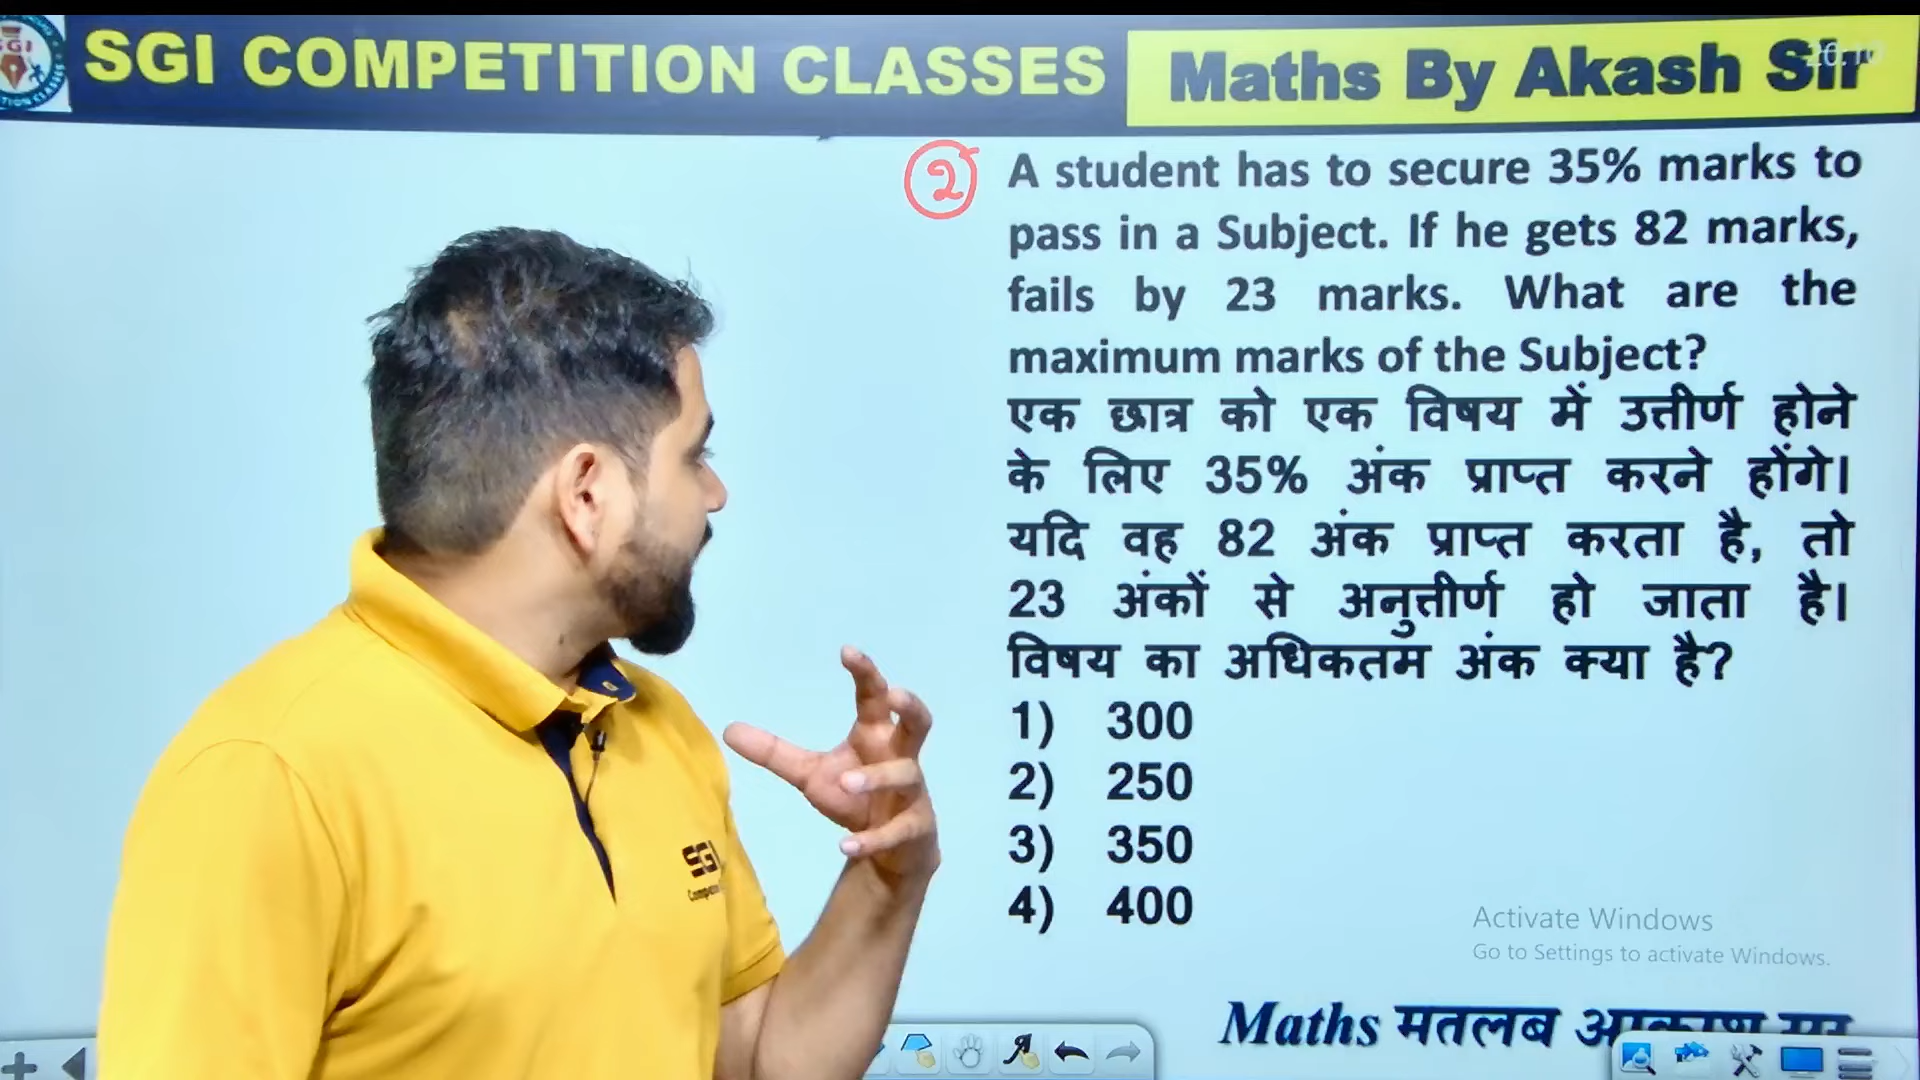 SGI COMPETITION CLASSES
Maths By Akash Sir
2
A student has to secure 35% marks to
pass in a Subject. If he gets 82 marks,
fails by 23 marks. What are the
maximum marks of the Subject?
एक छात्र को एक विषय में उत्तीर्ण होने
के लिए 35% अंक प्राप्त करने होंगे।
यदि वह 82 अंक प्राप्त करता है, तो
23 अंकों से अनुत्तीर्ण हो जाता है।
विषय का अधिकतम अंक क्या है?
1) 300
2) 250
3) 350
4) 400
SGI
Activate Windows
Go to Settings to activate Windows.
Maths मतलब